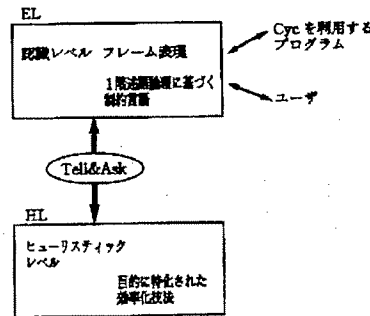 EL
認識レベル フレーム表現
1階述語論理に基づく
制約言語
Cycを利用する
プログラム
ユーザ
Tell&Ask
HL
ヒューリスティック
レベル
目的に特化された
効率化技法